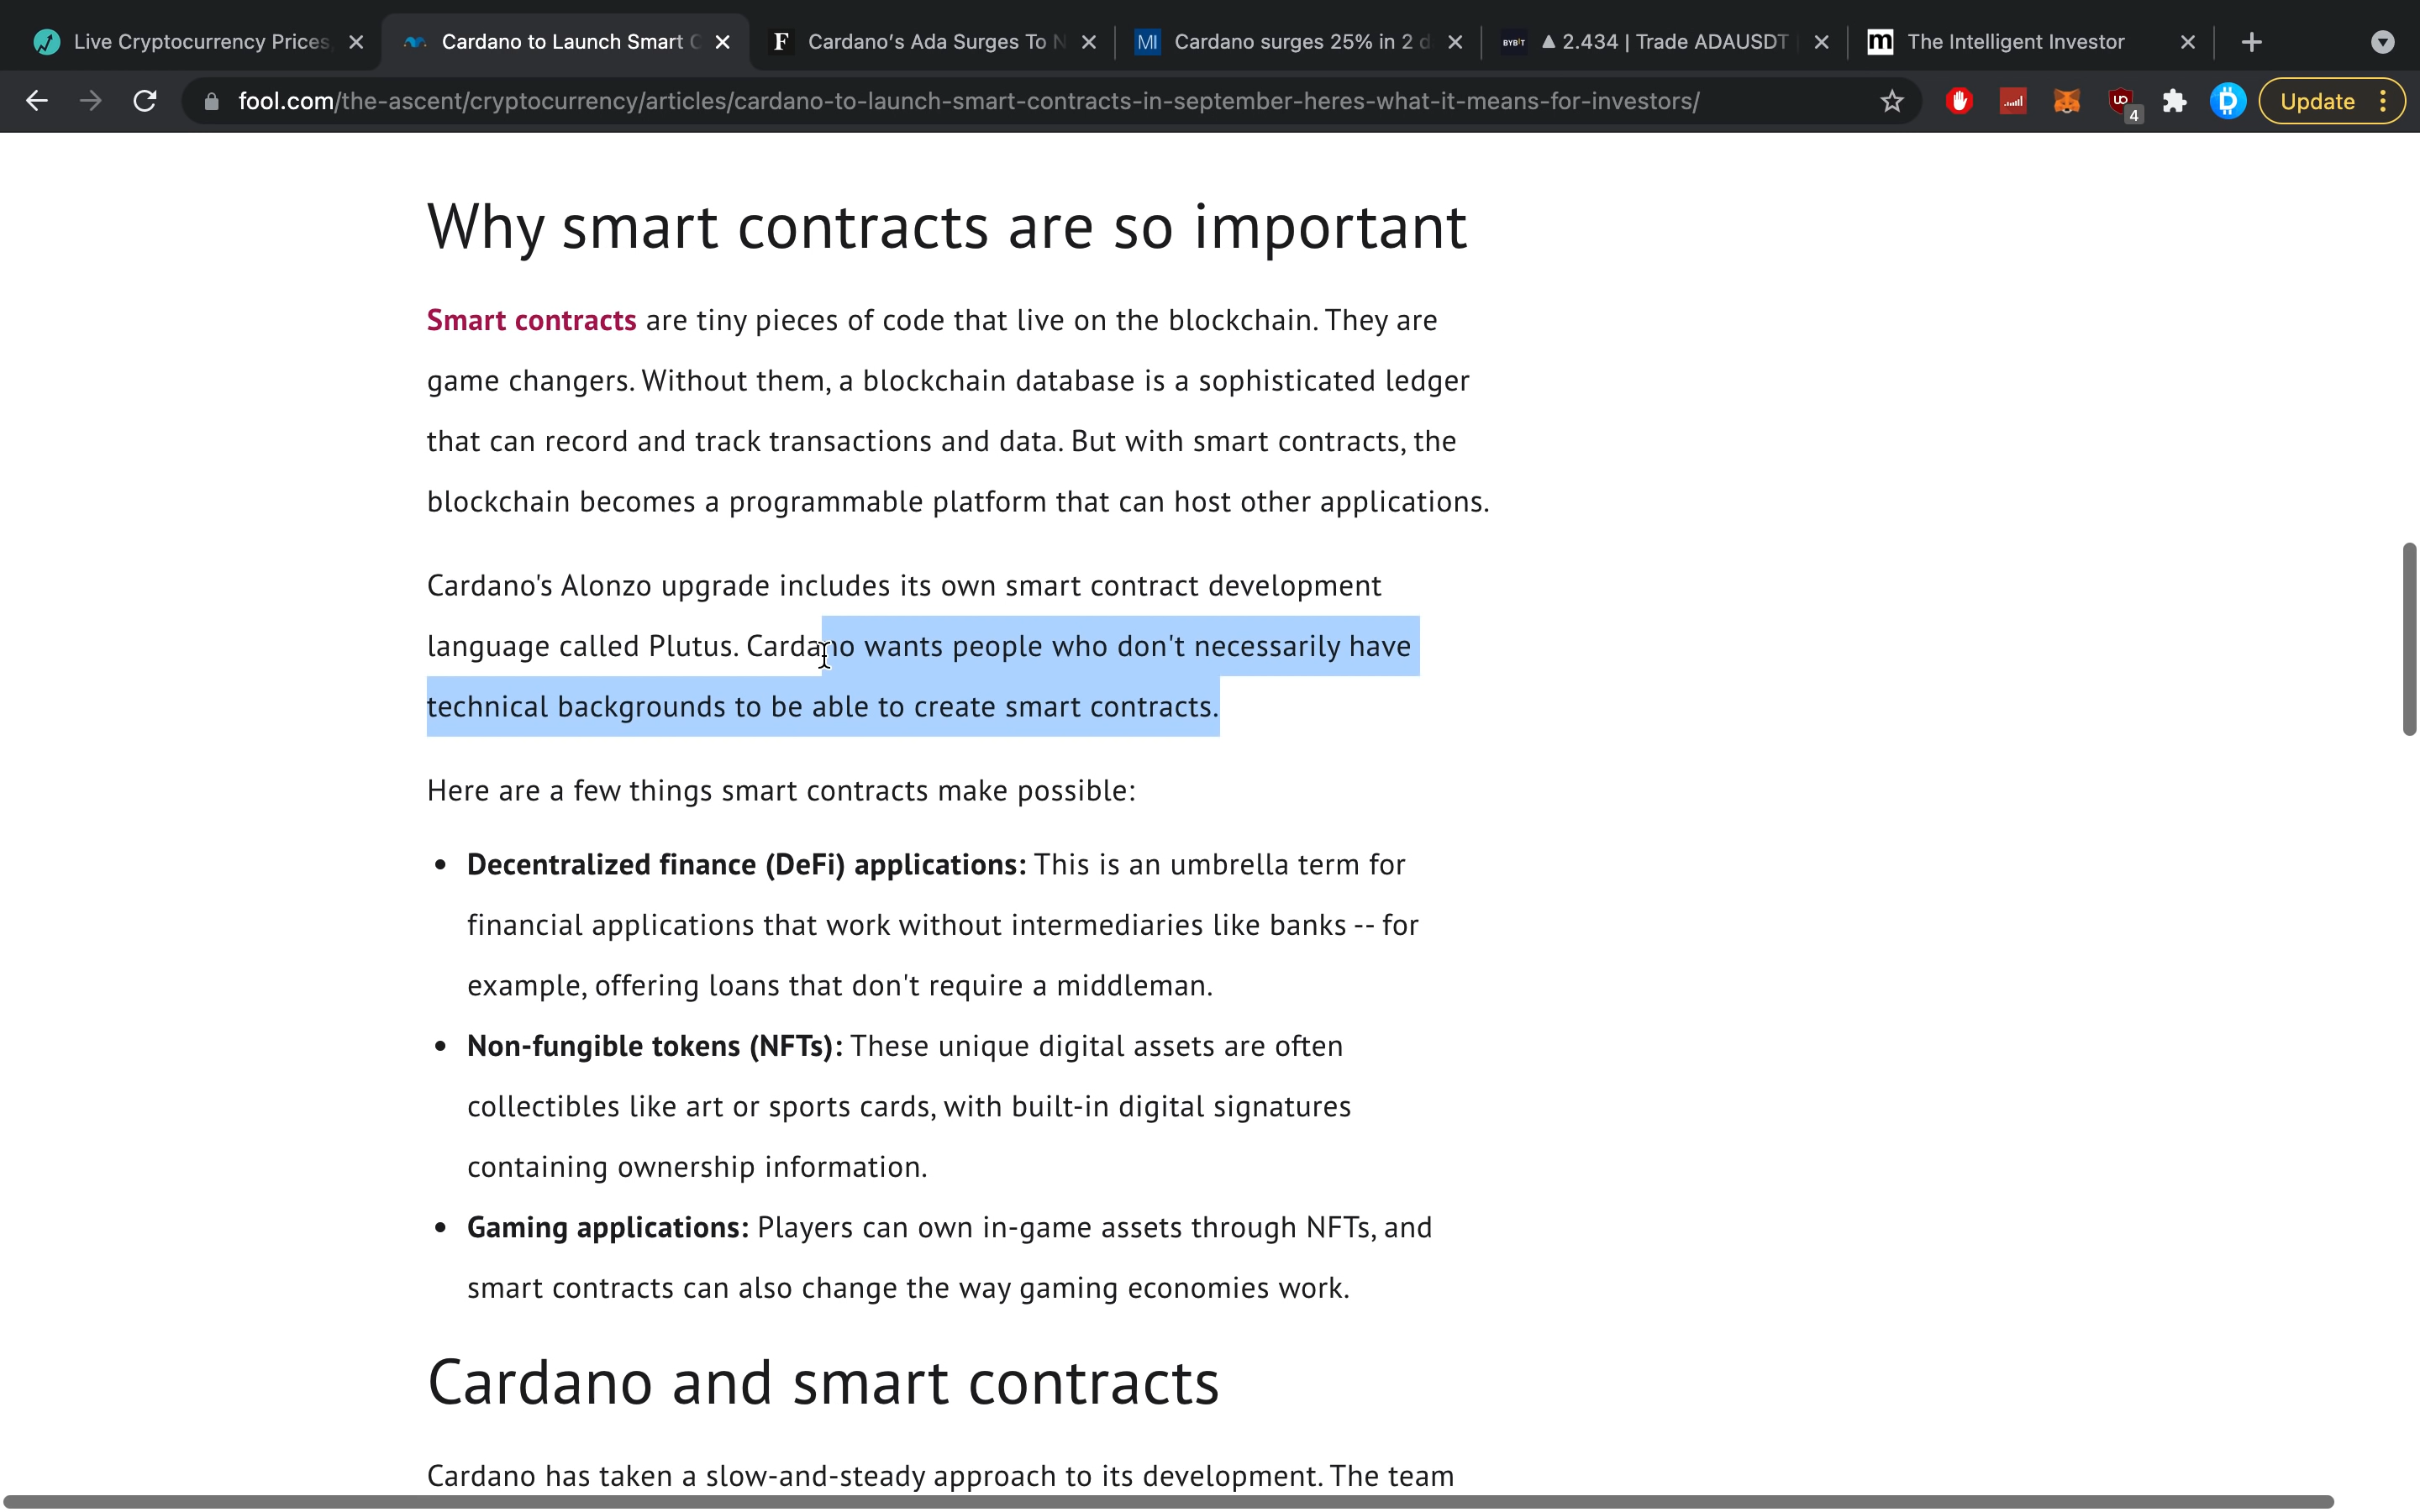 Live Cryptocurrency Prices
Cardano to Launch Smart C
F
Cardano's Ada Surges To N
MI
Cardano surges 25% in 2 d
BYBIT
▲ 2.434 | Trade ADAUSDT
m
The Intelligent Investor
fool.com/the-ascent/cryptocurrency/articles/cardano-to-launch-smart-contracts-in-september-heres-what-it-means-for-investors/
4
Update
Why smart contracts are so important
Smart contracts are tiny pieces of code that live on the blockchain. They are
game changers. Without them, a blockchain database is a sophisticated ledger
that can record and track transactions and data. But with smart contracts, the
blockchain becomes a programmable platform that can host other applications.
Cardano's Alonzo upgrade includes its own smart contract development
language called Plutus. Cardano wants people who don't necessarily have
technical backgrounds to be able to create smart contracts.
Here are a few things smart contracts make possible:
• Decentralized finance (DeFi) applications: This is an umbrella term for
financial applications that work without intermediaries like banks -- for
example, offering loans that don't require a middleman.
• Non-fungible tokens (NFTs): These unique digital assets are often
collectibles like art or sports cards, with built-in digital signatures
containing ownership information.
• Gaming applications: Players can own in-game assets through NFTs, and
smart contracts can also change the way gaming economies work.
Cardano and smart contracts
Cardano has taken a slow-and-steady approach to its development. The team